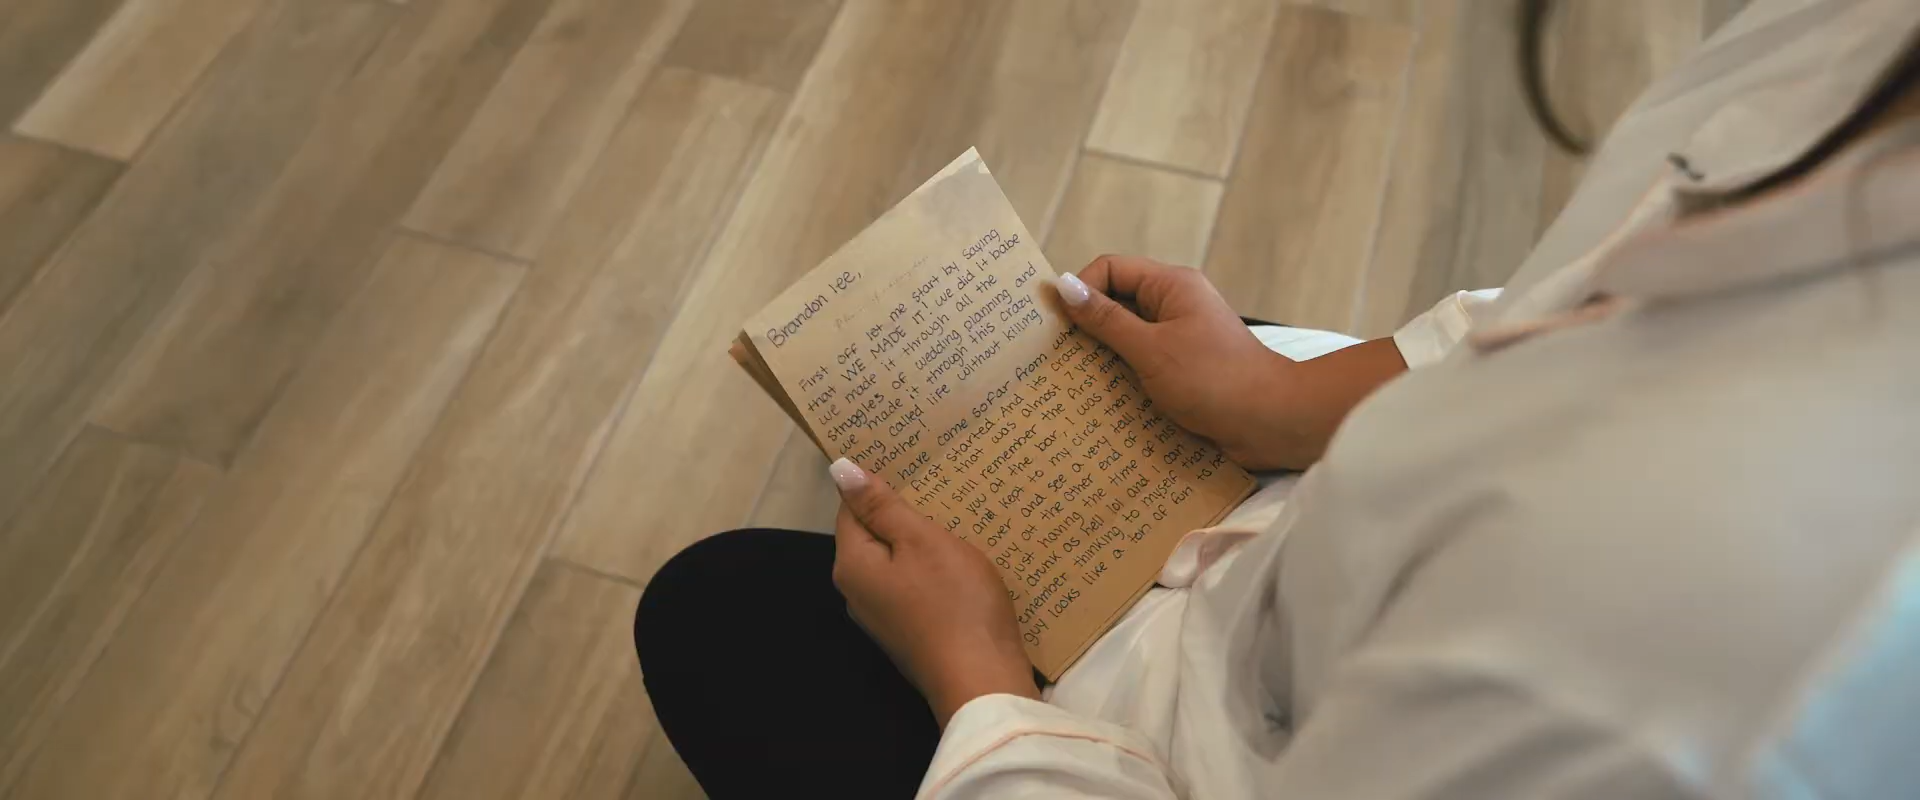 Brandon Lee,
First off let me start by saying
that WE MADE IT! we did it babe
we made it through all the
struggles of wedding planning and
we made it through this crazy
hing called life without killing
whother!
have come so far from whe
First started. And its crazy
think that was almost 7 years
I still remember the first tim
w you at the bar, I was very
and kept to my circle then I
over and see a very tall,
guy at the other end of the
just having the time of his
drunk as hell lol and I can
emember thinking to myself that
guy looks like a ton of fun to be